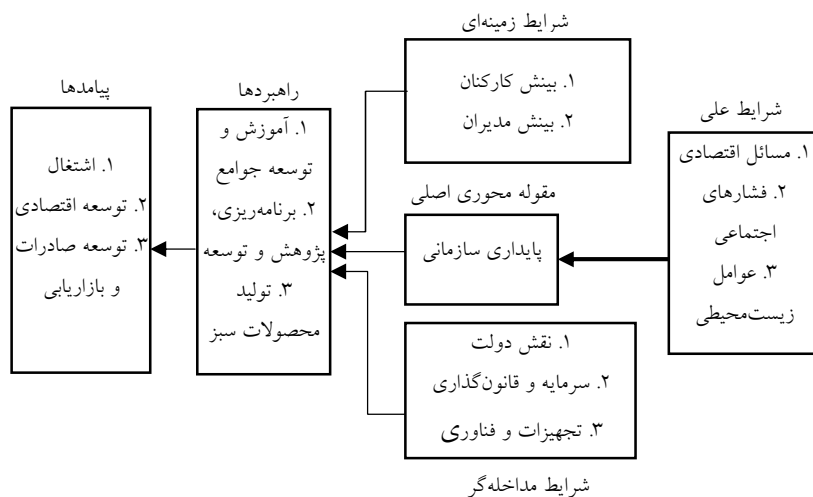 شرایط علی
۱. مسائل اقتصادی
۲. فشارهای
اجتماعی
۳. عوامل
زیست‌محیطی
شرایط زمینه‌ای
۱. بینش کارکنان
۲. بینش مدیران
مقوله محوری اصلی
پایداری سازمانی
۱. نقش دولت
۲. سرمایه و قانون‌گذاری
۳. تجهیزات و فناوری
شرایط مداخله‌گر
راهبردها
۱. آموزش و
توسعه جوامع
۲. برنامه‌ریزی،
پژوهش و توسعه
۳. تولید
محصولات سبز
پیامدها
۱. اشتغال
۲. توسعه اقتصادی
۳. توسعه صادرات
و بازاریابی